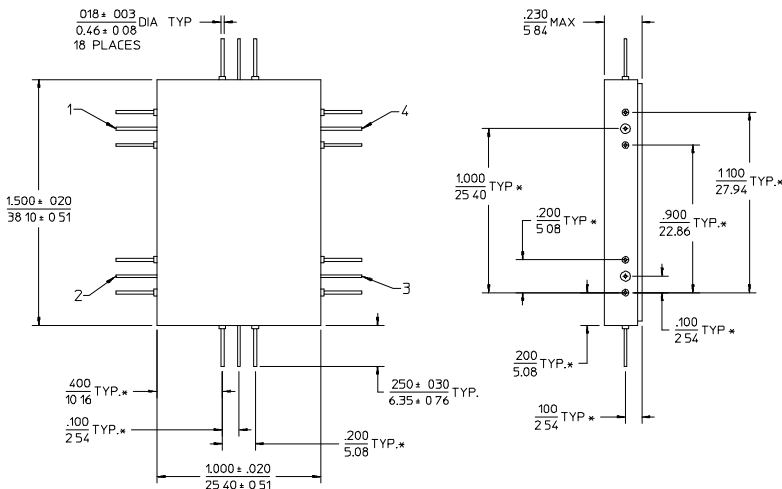 .018± .003
DIA TYP
0.46± 0.08
18 PLACES
.230
MAX
5.84
1
4
1.500± .020
38.10± 0.51
1.000
TYP.*
25.40
.200
TYP*
5.08
1.100
TYP.*
27.94
.900
TYP.*
22.86
2
3
.100
TYP*
2.54
.200
TYP.*
5.08
.400
TYP.*
10.16
.250± .030
TYP.
6.35± 0.76
.100
TYP*
2.54
.100
TYP.*
2.54
.200
TYP.*
5.08
1.000± .020
25.40± 0.51